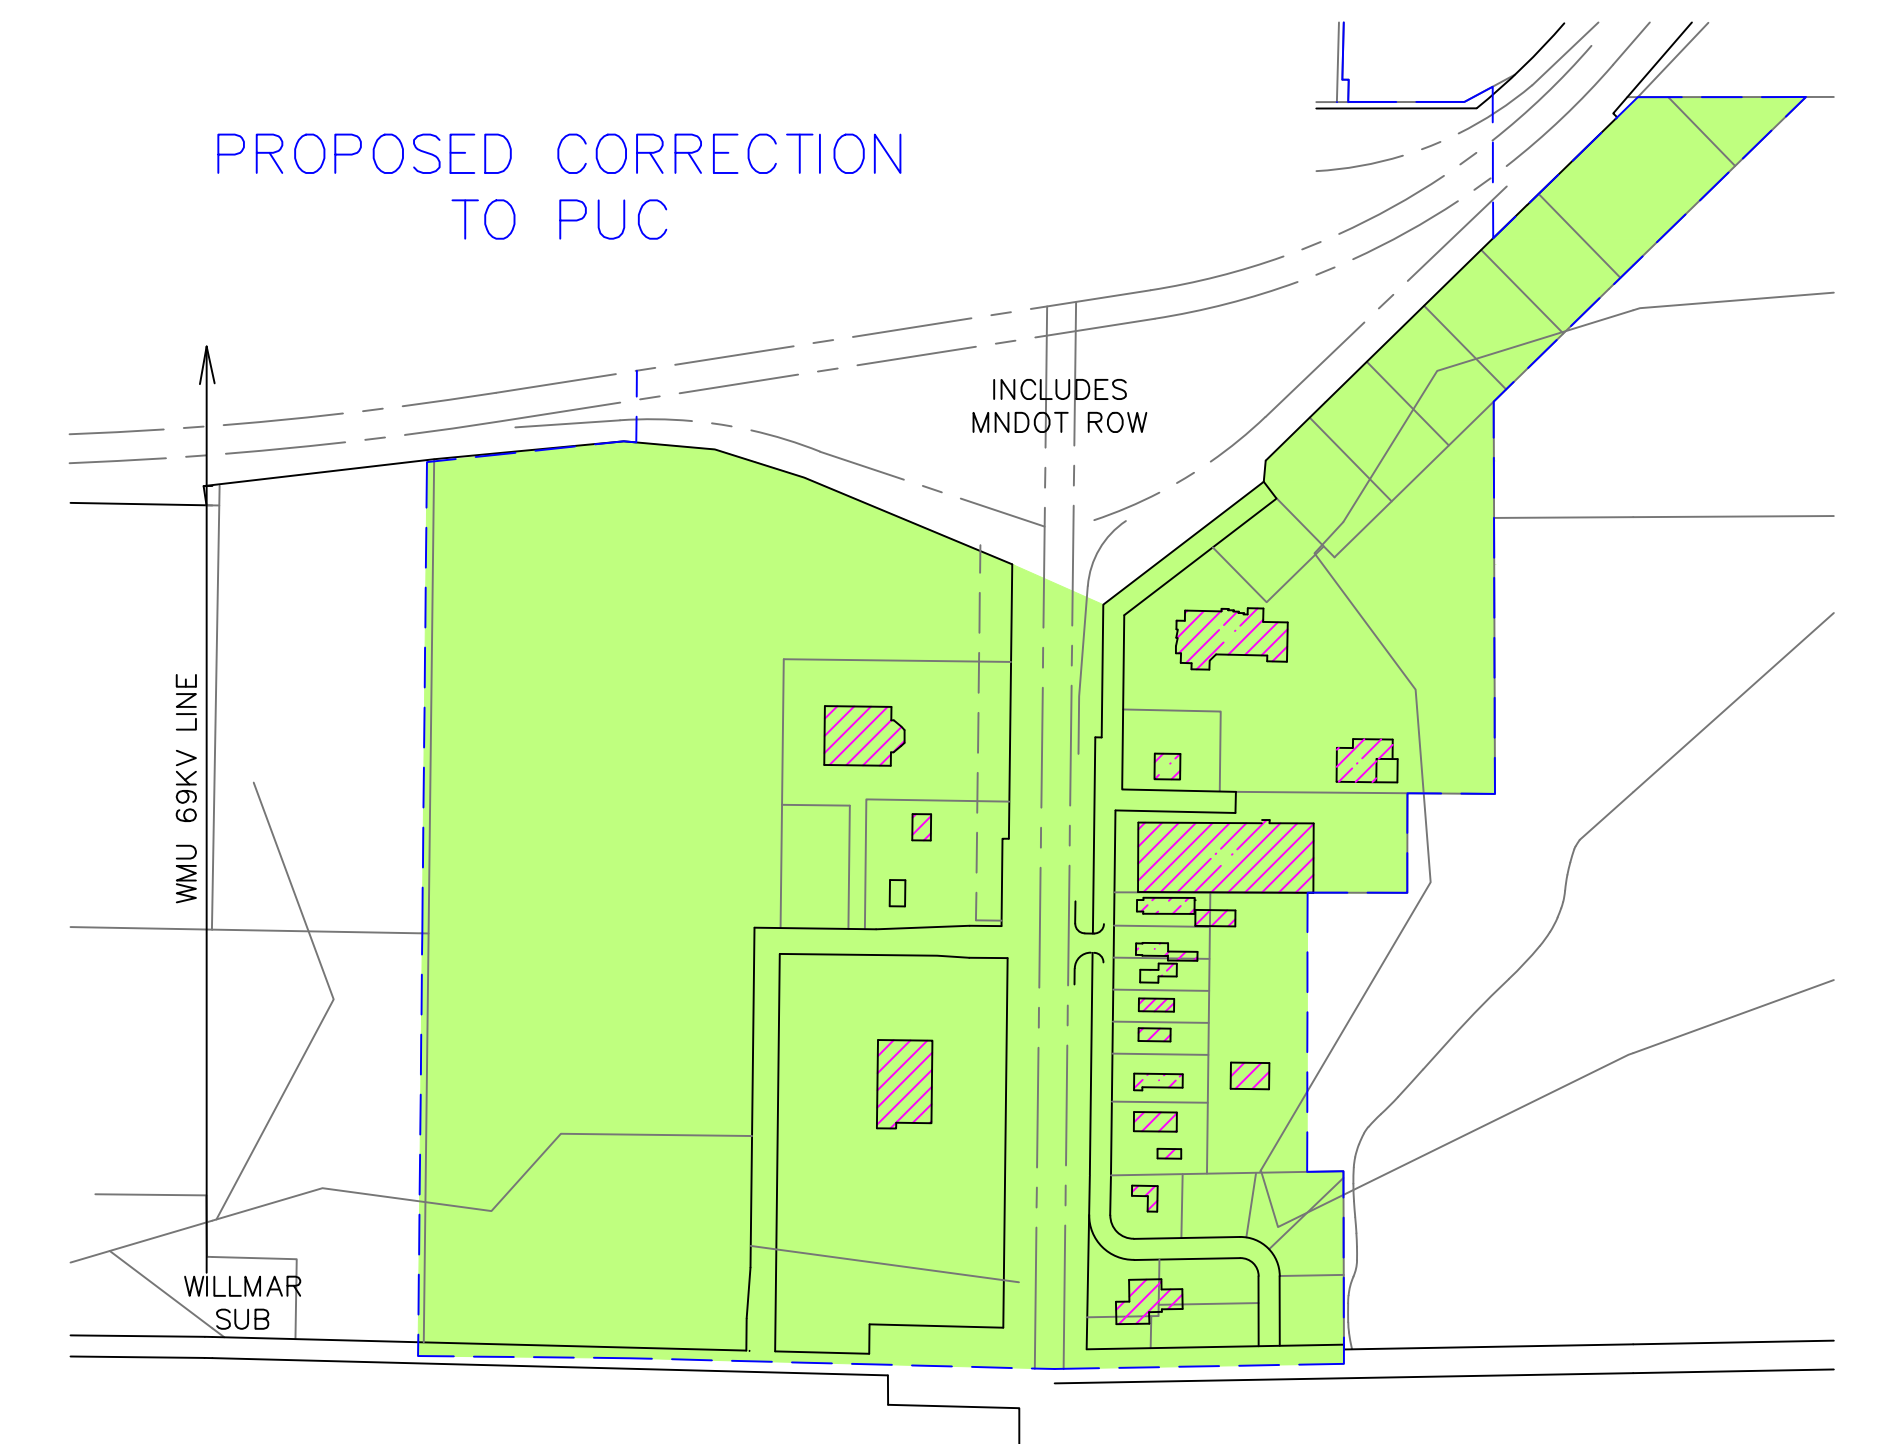 PROPOSED CORRECTION
TO PUC
INCLUDES
MNDOT ROW
WMU 69KV LINE
WILLMAR
SUB